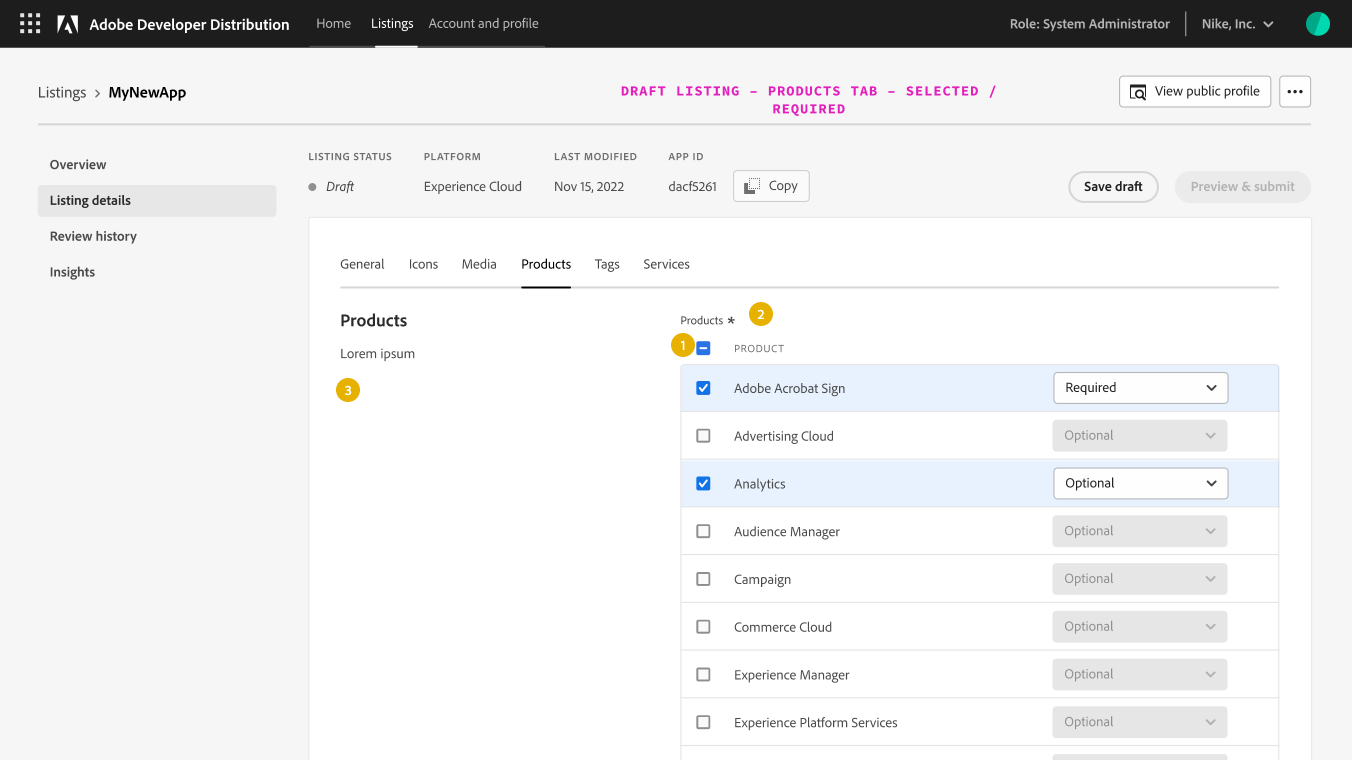 Adobe Developer Distribution
Home
Listings
Account and profile
Role: System Administrator
Nike, Inc.
Listings > MyNewApp
DRAFT LISTING – PRODUCTS TAB – SELECTED /
REQUIRED
View public profile
Overview
Listing details
Review history
Insights
LISTING STATUS
PLATFORM
LAST MODIFIED
APP ID
Draft
Experience Cloud
Nov 15, 2022
dacf5261
Copy
Save draft
Preview & submit
General
Icons
Media
Products
Tags
Services
Products
Lorem ipsum
3
Products *
2
1
PRODUCT
Adobe Acrobat Sign
Required
Advertising Cloud
Optional
Analytics
Optional
Audience Manager
Optional
Campaign
Optional
Commerce Cloud
Optional
Experience Manager
Optional
Experience Platform Services
Optional